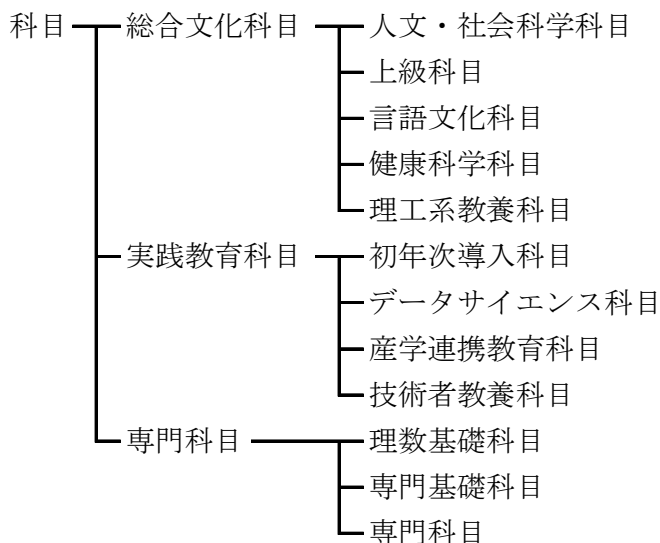 科目 総合文化科目 人文・社会科学科目
上級科目
言語文化科目
健康科学科目
理工系教養科目
実践教育科目 初年次導入科目
データサイエンス科目
産学連携教育科目
技術者教養科目
専門科目 理数基礎科目
専門基礎科目
専門科目